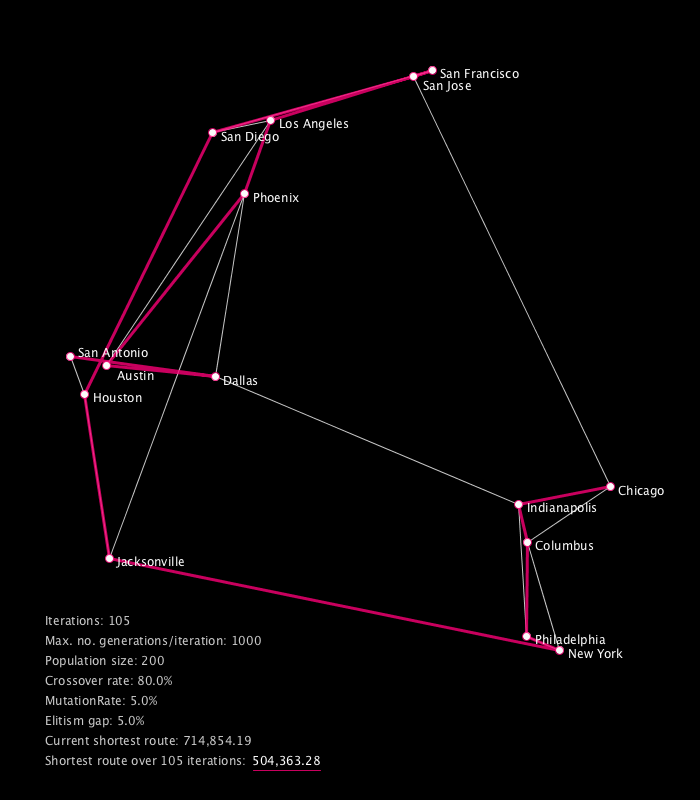 San Francisco
San Jose
Los Angeles
San Diego
Phoenix
San Antonio
Austin
Dallas
Houston
Chicago
Indianapolis
Columbus
Jacksonville
Philadelphia
New York
Iterations: 105
Max. no. generations/iteration: 1000
Population size: 200
Crossover rate: 80.0%
MutationRate: 5.0%
Elitism gap: 5.0%
Current shortest route: 714,854.19
Shortest route over 105 iterations: 504,363.28